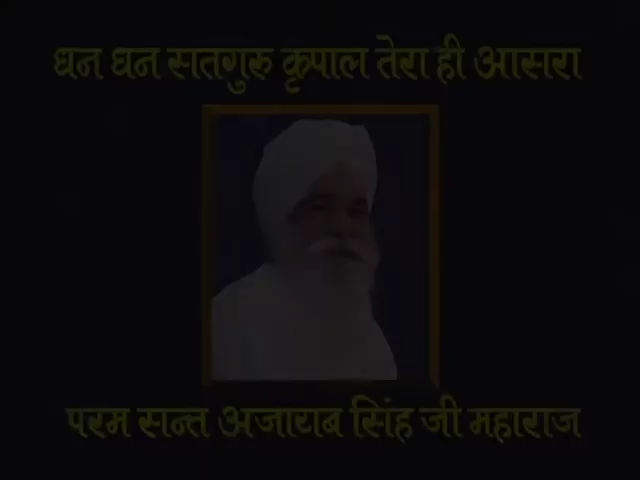 धन धन सतगुरु कृपाल तेरा ही आसरा
परम सन्त अजायब सिंह जी महाराज